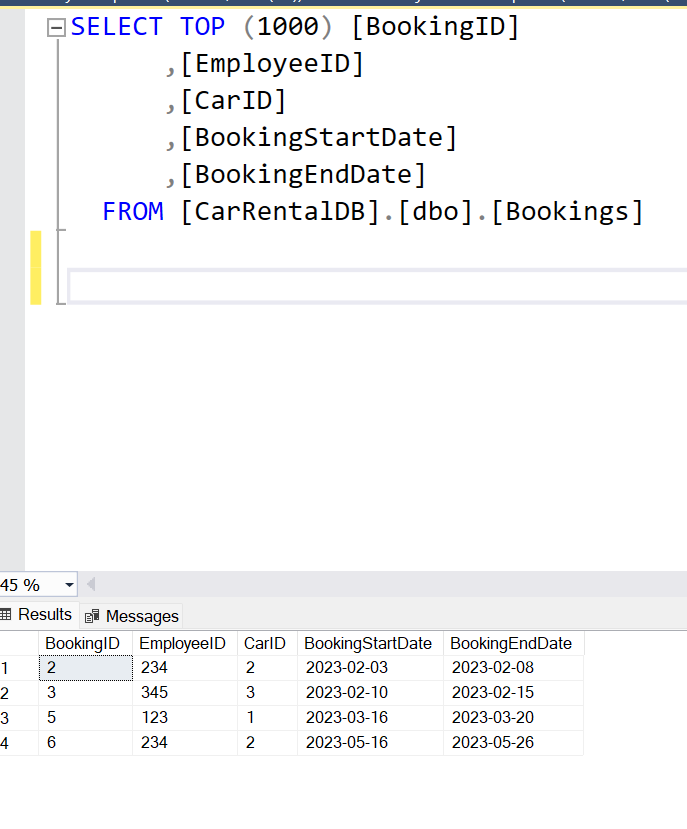 SELECT TOP (1000) [BookingID]
,[EmployeeID]
,[CarID]
,[BookingStartDate]
,[BookingEndDate]
FROM [CarRentalDB].[dbo].[Bookings]
45 %
Results Messages
BookingID EmployeeID CarID BookingStartDate BookingEndDate
1 2 234 2 2023-02-03 2023-02-08
2 3 345 3 2023-02-10 2023-02-15
3 5 123 1 2023-03-16 2023-03-20
4 6 234 2 2023-05-16 2023-05-26